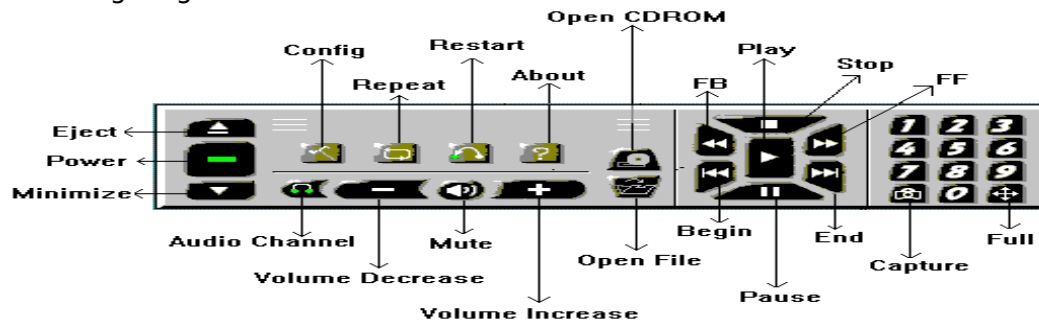 Open CDROM
Config
Restart
Play
Stop
Repeat
About
FB
FF
Eject
1 2 3
Power
4 5 6
Minimize
7 8 9
0
Audio Channel
Mute
Begin
End
Full
Volume Decrease
Open File
Capture
Pause
Volume Increase